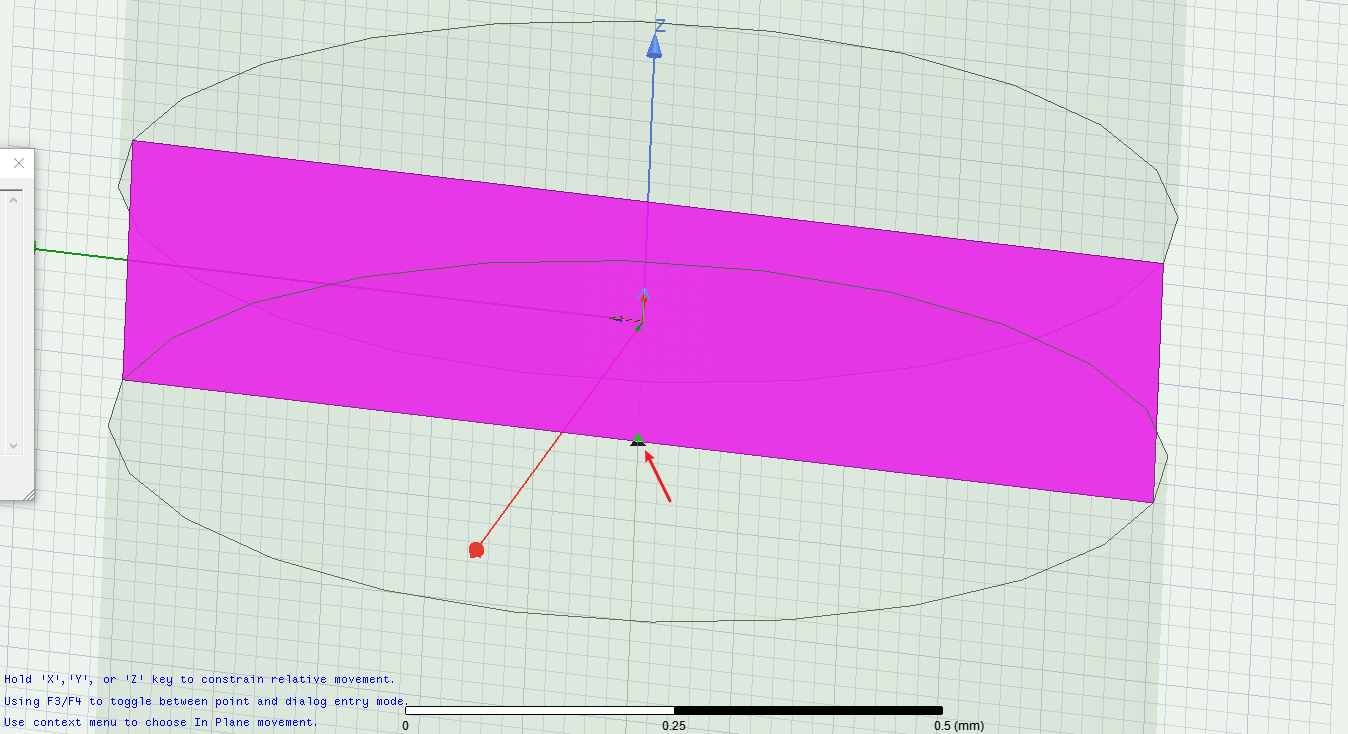 Z
Hold 'X','Y', or 'Z' key to constrain relative movement.
Using F3/F4 to toggle between point and dialog entry mode.
Use context menu to choose In Plane movement.
0 0.25 0.5 (mm)